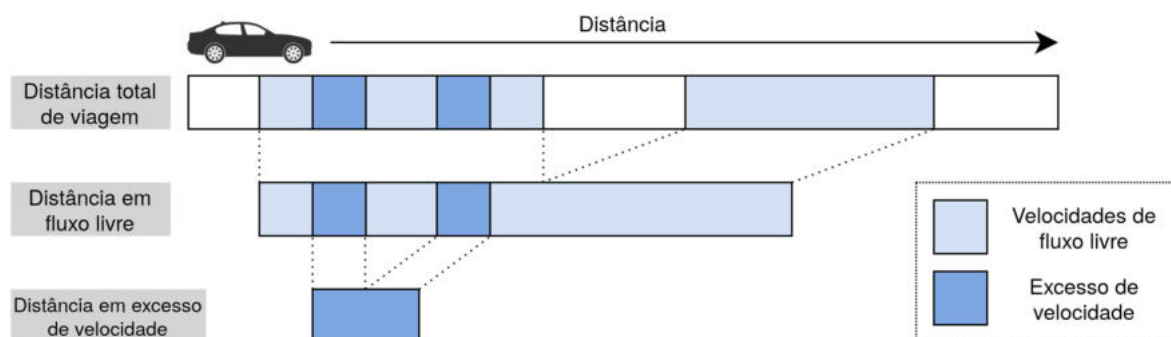 Distância
Distância total
de viagem
Distância em
fluxo livre
Velocidades de
fluxo livre
Distância em excesso
de velocidade
Excesso de
velocidade